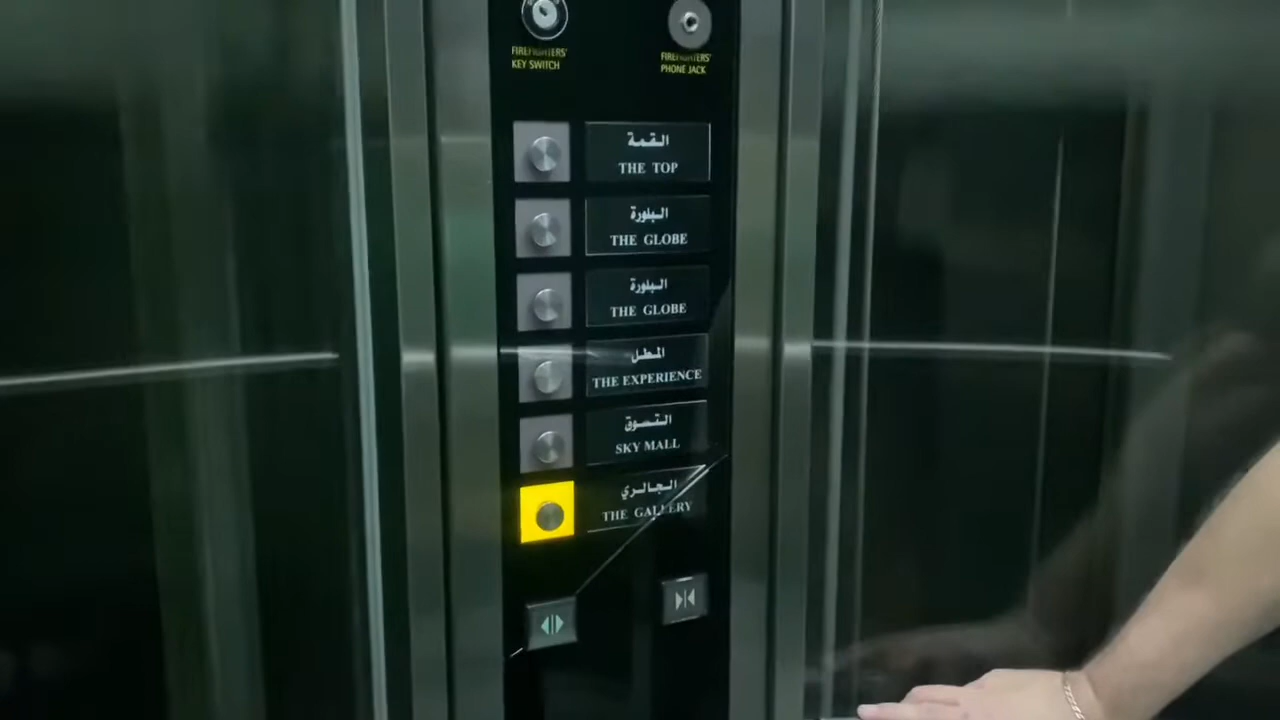 FIREFIGHTERS' FIREFIGHTERS'
KEY SWITCH PHONE JACK
القمة
THE TOP
البلورة
THE GLOBE
البلورة
THE GLOBE
المطل
THE EXPERIENCE
التسوق
SKY MALL
الجالري
THE GALLERY